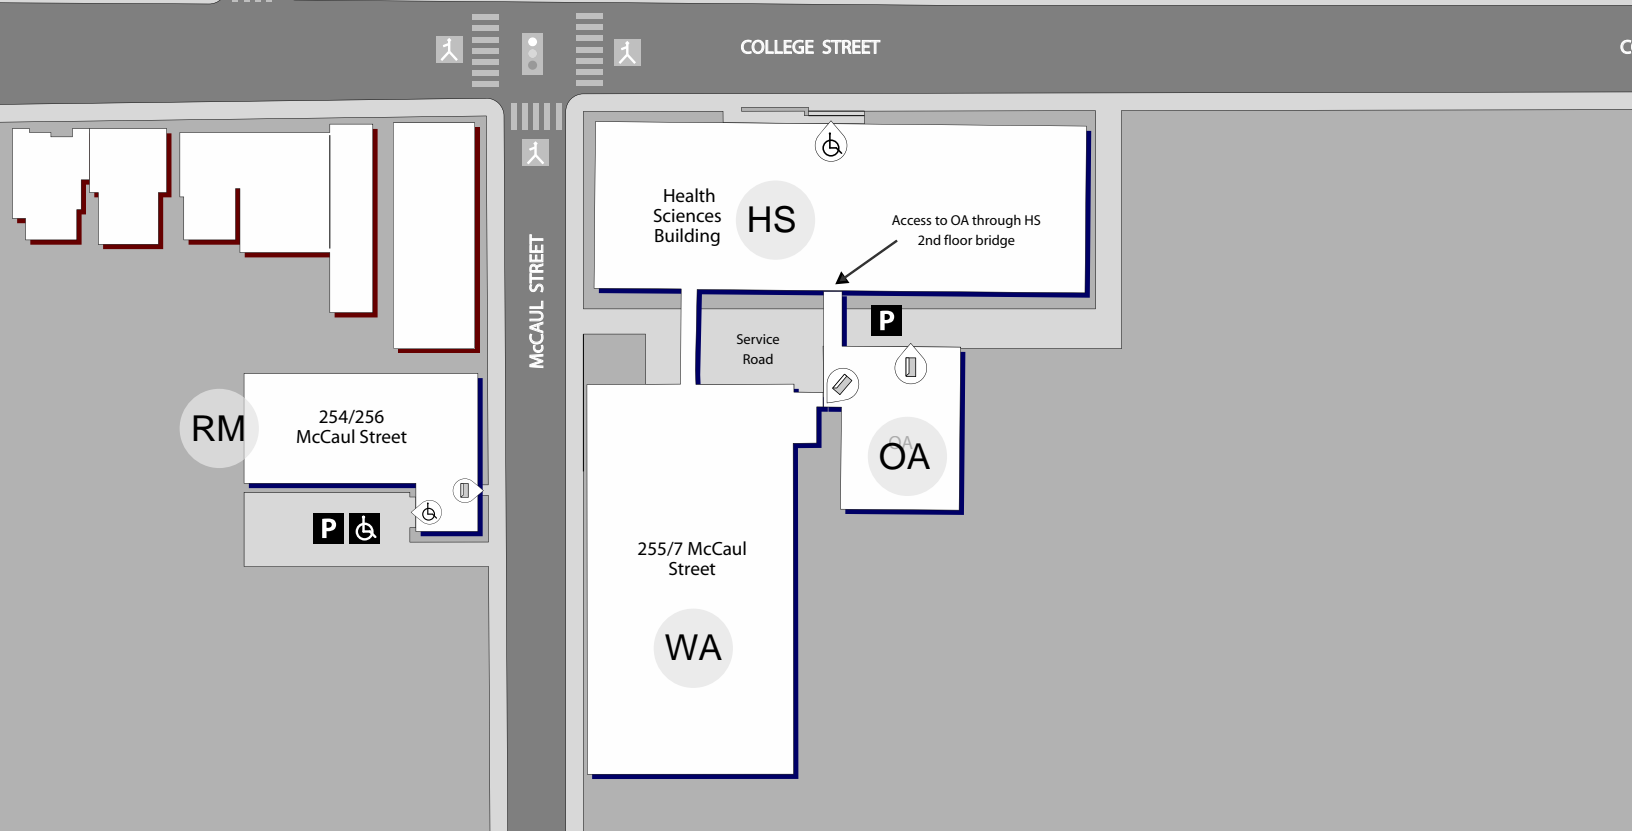 COLLEGE STREET
Health
Sciences
Building
HS
Access to OA through HS
2nd floor bridge
McCAUL STREET
P
Service
Road
RM
254/256
McCaul Street
OA
OA
P
255/7 McCaul
Street
WA